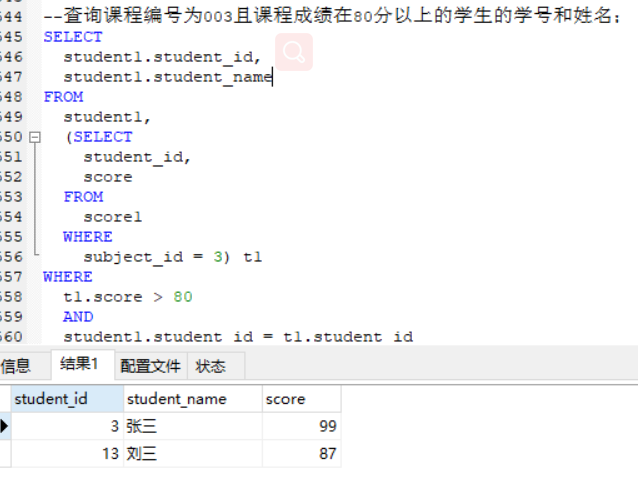 644 --查询课程编号为003且课程成绩在80分以上的学生的学号和姓名;
645 SELECT
646 student1.student_id,
647 student1.student_name
648 FROM
649 student1,
650 (SELECT
651 student_id,
652 score
653 FROM
654 score1
655 WHERE
656 subject_id = 3) t1
657 WHERE
658 t1.score > 80
659 AND
660 student1.student_id = t1.student_id
信息 结果1 配置文件 状态
student_id student_name score
3 张三 99
13 刘三 87